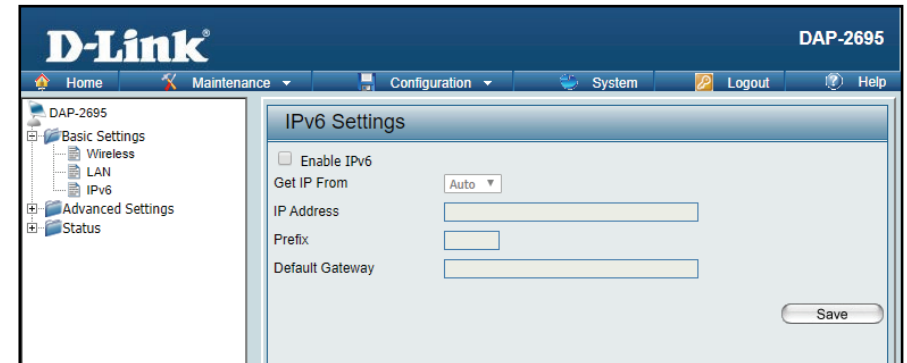 D-Link®
DAP-2695
Home Maintenance Configuration System Logout Help
DAP-2695
Basic Settings
Wireless
LAN
IPv6
Advanced Settings
Status
IPv6 Settings
Enable IPv6
Get IP From Auto
IP Address
Prefix
Default Gateway
Save